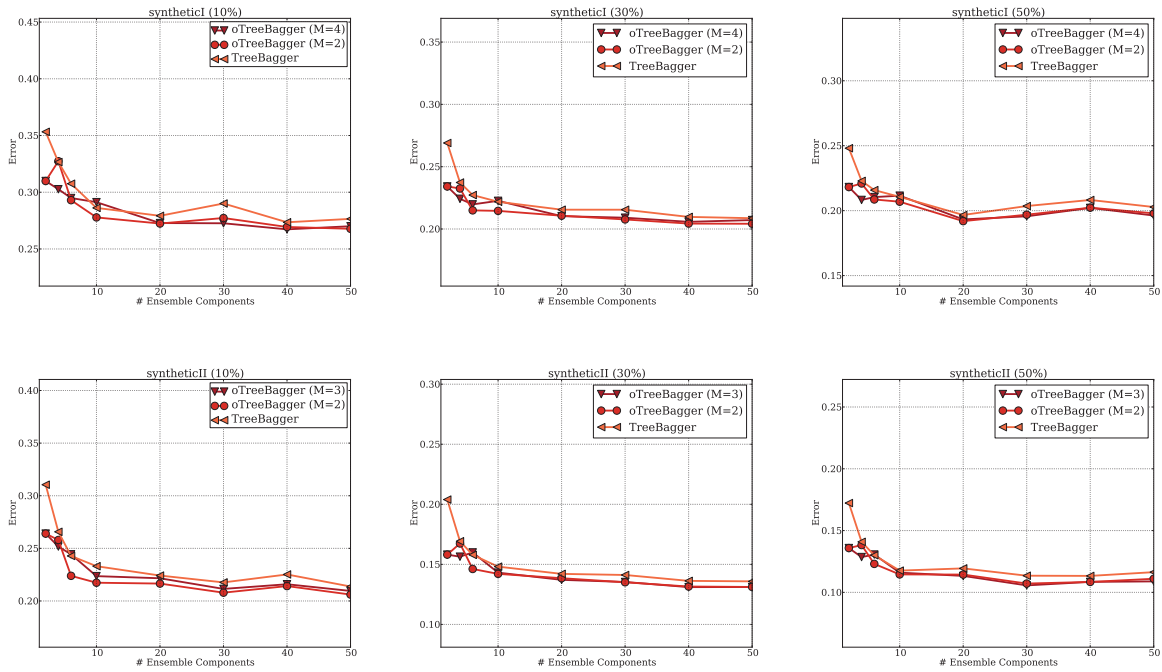 syntheticI (10%)
0.45
0.40
0.35
0.30
0.25
Error
10 20 30 40 50
# Ensemble Components
oTreeBagger (M=4)
oTreeBagger (M=2)
TreeBagger
syntheticI (30%)
0.35
0.30
0.25
0.20
Error
10 20 30 40 50
# Ensemble Components
oTreeBagger (M=4)
oTreeBagger (M=2)
TreeBagger
syntheticI (50%)
0.30
0.25
0.20
0.15
Error
10 20 30 40 50
# Ensemble Components
oTreeBagger (M=4)
oTreeBagger (M=2)
TreeBagger
syntheticII (10%)
0.40
0.35
0.30
0.25
0.20
Error
10 20 30 40 50
# Ensemble Components
oTreeBagger (M=3)
oTreeBagger (M=2)
TreeBagger
syntheticII (30%)
0.30
0.25
0.20
0.15
0.10
Error
10 20 30 40 50
# Ensemble Components
oTreeBagger (M=3)
oTreeBagger (M=2)
TreeBagger
syntheticII (50%)
0.25
0.20
0.15
0.10
Error
10 20 30 40 50
# Ensemble Components
oTreeBagger (M=3)
oTreeBagger (M=2)
TreeBagger